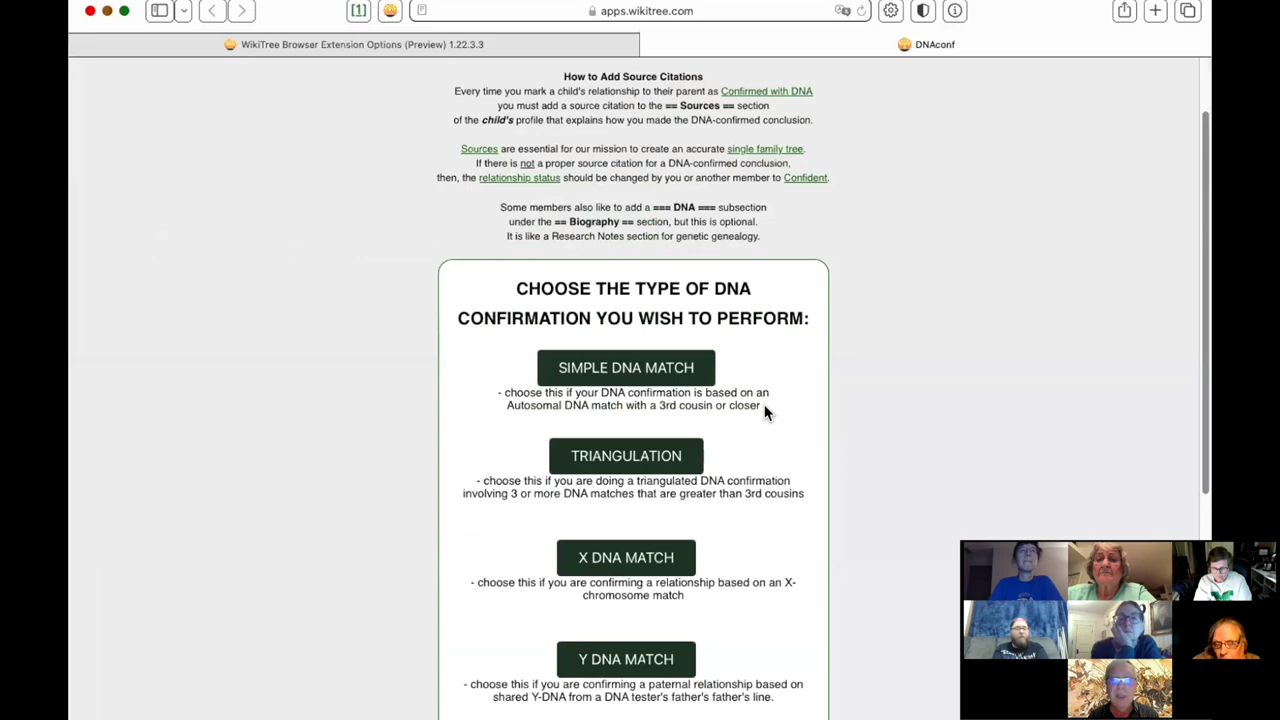 [1]
apps.wikitree.com
WikiTree Browser Extension Options (Preview) 1.22.3.3
DNAconf
How to Add Source Citations
Every time you mark a child's relationship to their parent as Confirmed with DNA
you must add a source citation to the == Sources == section
of the child's profile that explains how you made the DNA-confirmed conclusion.
Sources are essential for our mission to create an accurate single family tree.
If there is not a proper source citation for a DNA-confirmed conclusion,
then, the relationship status should be changed by you or another member to Confident.
Some members also like to add a === DNA === subsection
under the == Biography == section, but this is optional.
It is like a Research Notes section for genetic genealogy.
CHOOSE THE TYPE OF DNA
CONFIRMATION YOU WISH TO PERFORM:
SIMPLE DNA MATCH
- choose this if your DNA confirmation is based on an
Autosomal DNA match with a 3rd cousin or closer
TRIANGULATION
- choose this if you are doing a triangulated DNA confirmation
involving 3 or more DNA matches that are greater than 3rd cousins
X DNA MATCH
- choose this if you are confirming a relationship based on an X-
chromosome match
Y DNA MATCH
- choose this if you are confirming a paternal relationship based on
shared Y-DNA from a DNA tester's father's father's line.